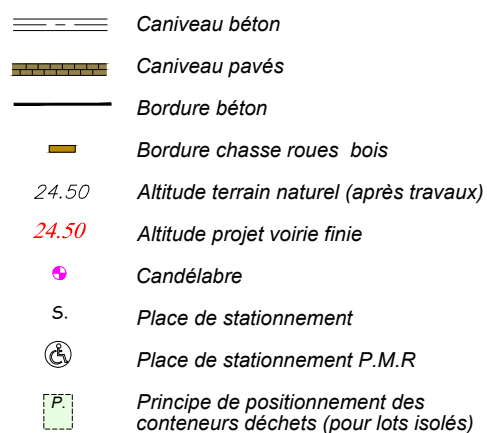 Caniveau béton
Caniveau pavés
Bordure béton
Bordure chasse roues bois
24.50 Altitude terrain naturel (après travaux)
24.50 Altitude projet voirie finie
Candélabre
S. Place de stationnement
Place de stationnement P.M.R
P. Principe de positionnement des
conteneurs déchets (pour lots isolés)